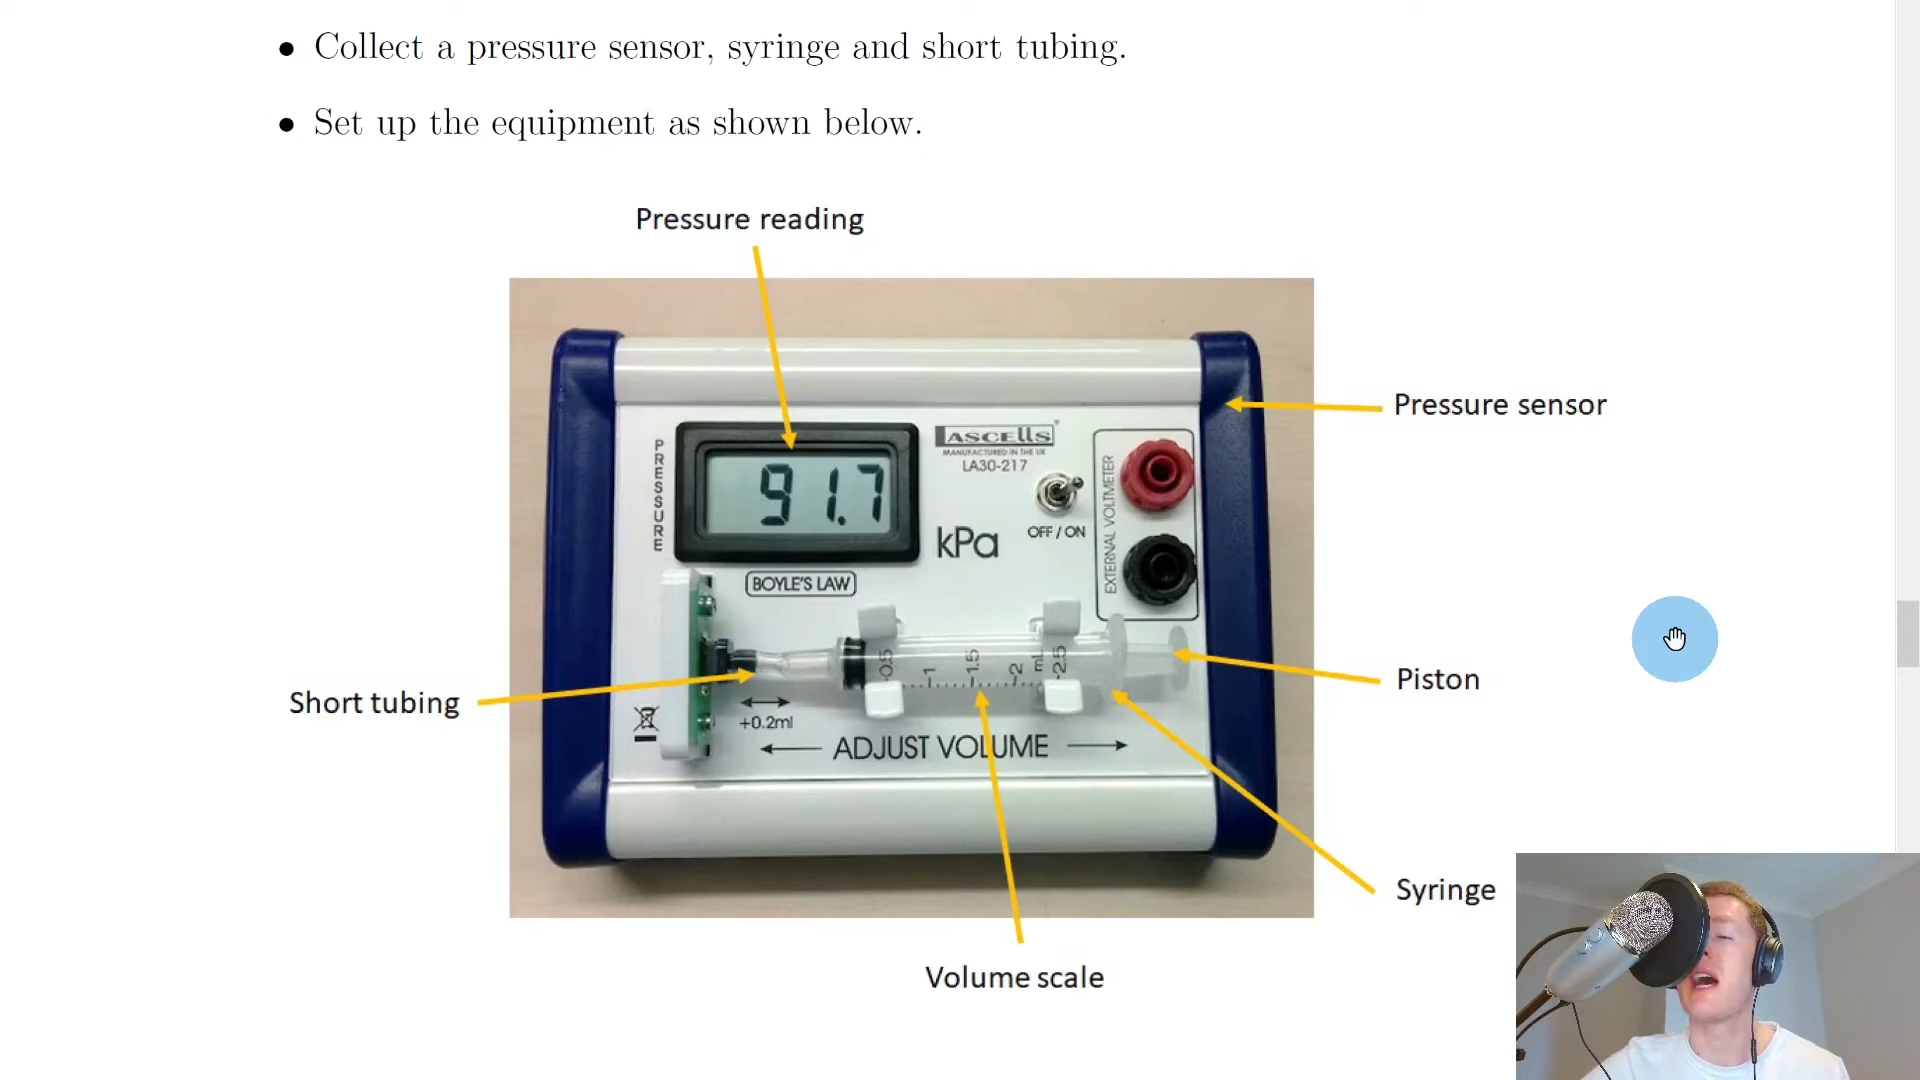 • Collect a pressure sensor, syringe and short tubing.
• Set up the equipment as shown below.
Pressure reading
Pressure sensor
PRESSURE
91.7
LASCELLS
MANUFACTURED IN THE UK
LA30-217
kPa
OFF / ON
EXTERNAL VOLTMETER
BOYLE'S LAW
0.5
1
1.5
2
mL
2.5
Piston
Short tubing
+0.2ml
ADJUST VOLUME
Syringe
Volume scale